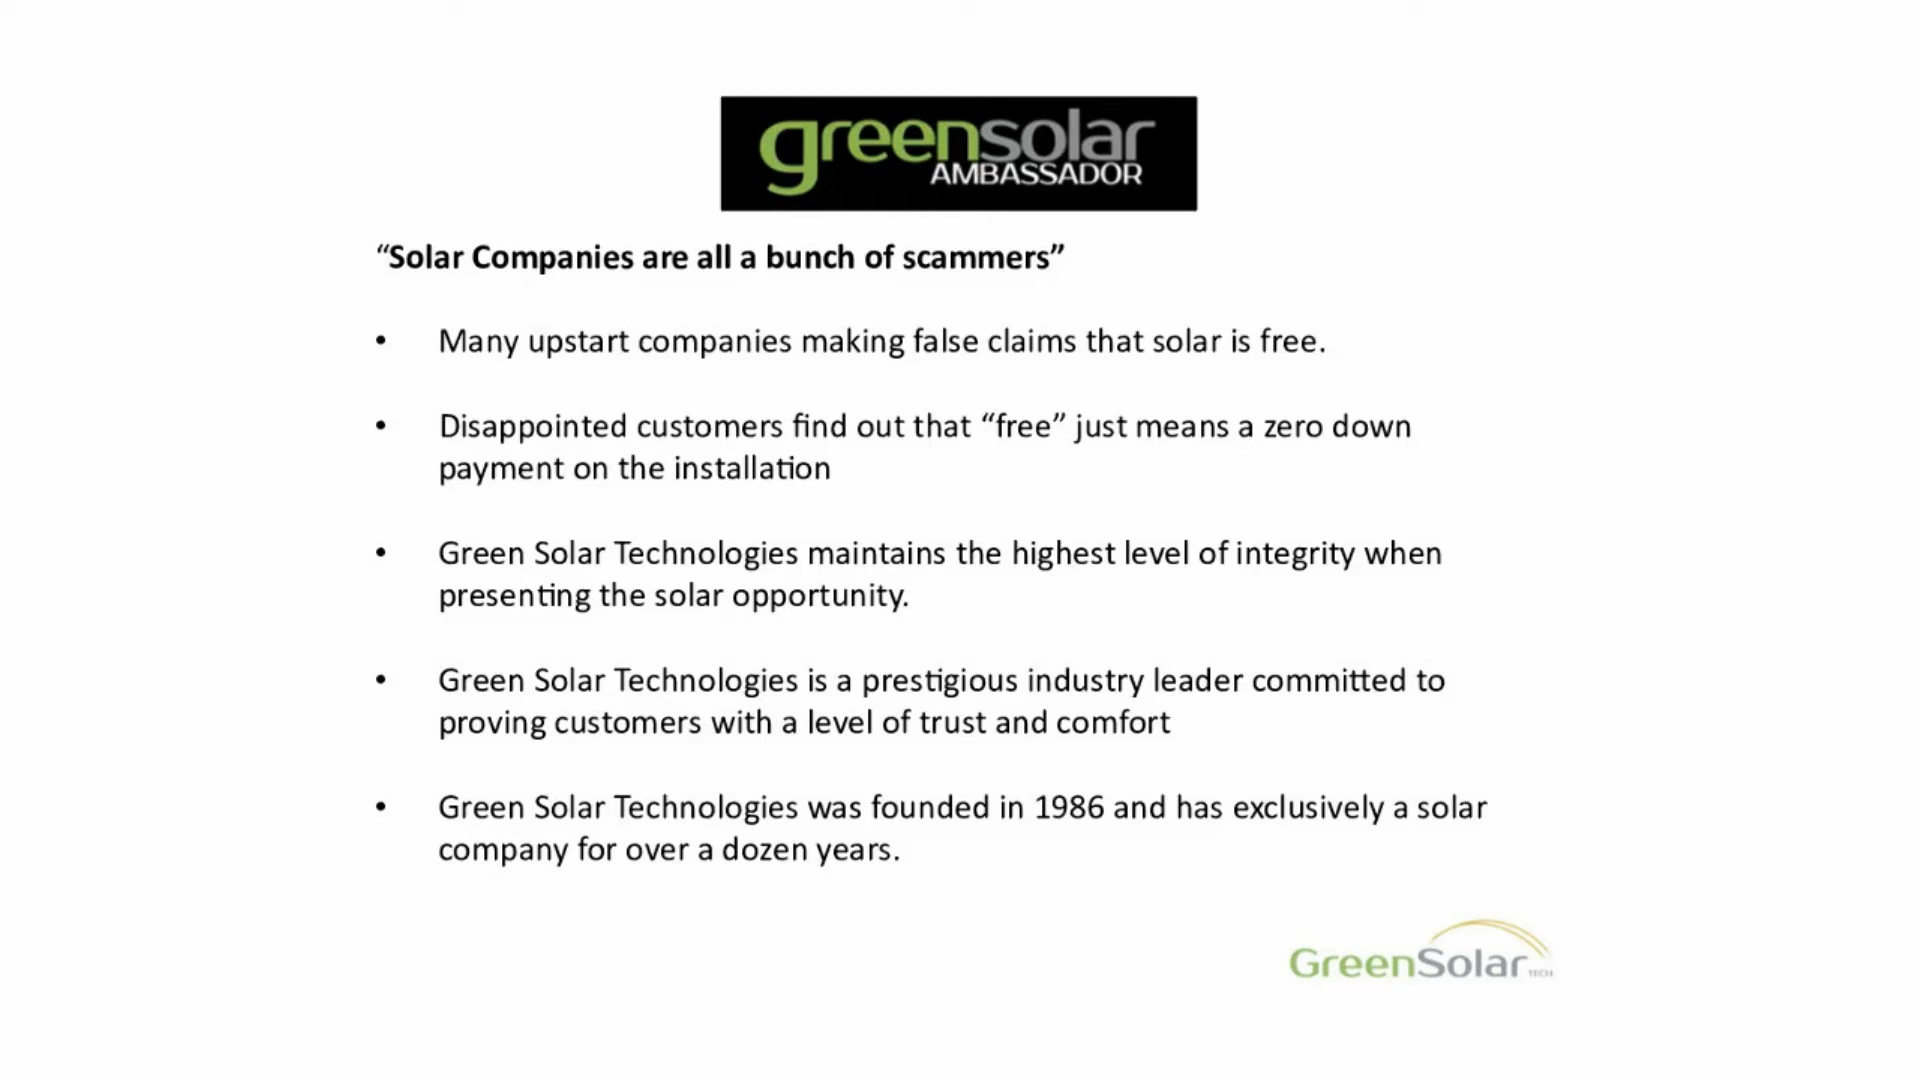 greensolar
AMBASSADOR
“Solar Companies are all a bunch of scammers”
• Many upstart companies making false claims that solar is free.
• Disappointed customers find out that “free” just means a zero down
payment on the installation
• Green Solar Technologies maintains the highest level of integrity when
presenting the solar opportunity.
• Green Solar Technologies is a prestigious industry leader committed to
proving customers with a level of trust and comfort
• Green Solar Technologies was founded in 1986 and has exclusively a solar
company for over a dozen years.
GreenSolar TECH